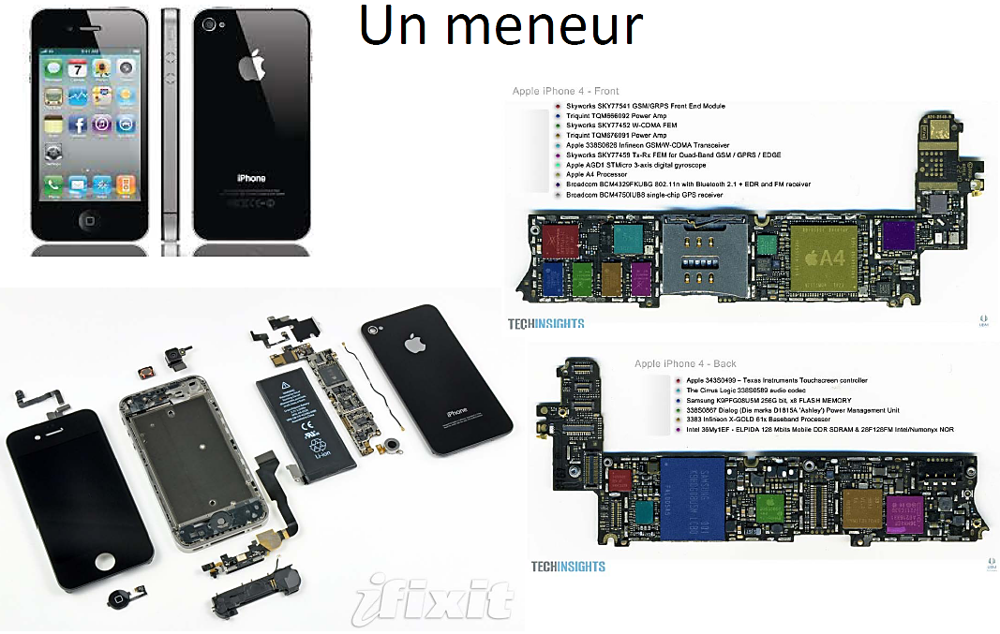 Un meneur
iPhone
Apple iPhone 4 - Front
Skyworks SKY77541 GSM/GRPS Front End Module
Triquint TQM666092 Power Amp
Skyworks SKY77452 W-CDMA FEM
Triquint TQM676091 Power Amp
Apple 338S0626 Infineon GSM/W-CDMA Transceiver
Skyworks SKY77459 Tx-Rx FEM for Quad-Band GSM / GPRS / EDGE
Apple AGD1 STMicro 3-axis digital gyroscope
Apple A4 Processor
Broadcom BCM4329FKUBG 802.11n with Bluetooth 2.1 + EDR and FM receiver
Broadcom BCM4750IUB8 single-chip GPS receiver
A4
TECHINSIGHTS
UBM
Apple iPhone 4 - Back
Apple 343S0499 – Texas Instruments Touchscreen controller
The Cirrus Logic 338S0589 audio codec
Samsung K9PFG08U5M 256G bit, x8 FLASH MEMORY
338S0867 Dialog (Die marks D1815A 'Ashley') Power Management Unit
3383 Infineon X-GOLD 61x Baseband Processor
Intel 36My1EF - ELPIDA 128 Mbits Mobile DDR SDRAM & 28F128FM Intel/Numonyx NOR
SAMSUNG
TECHINSIGHTS
UBM
iPhone
Li-ion
ifixit